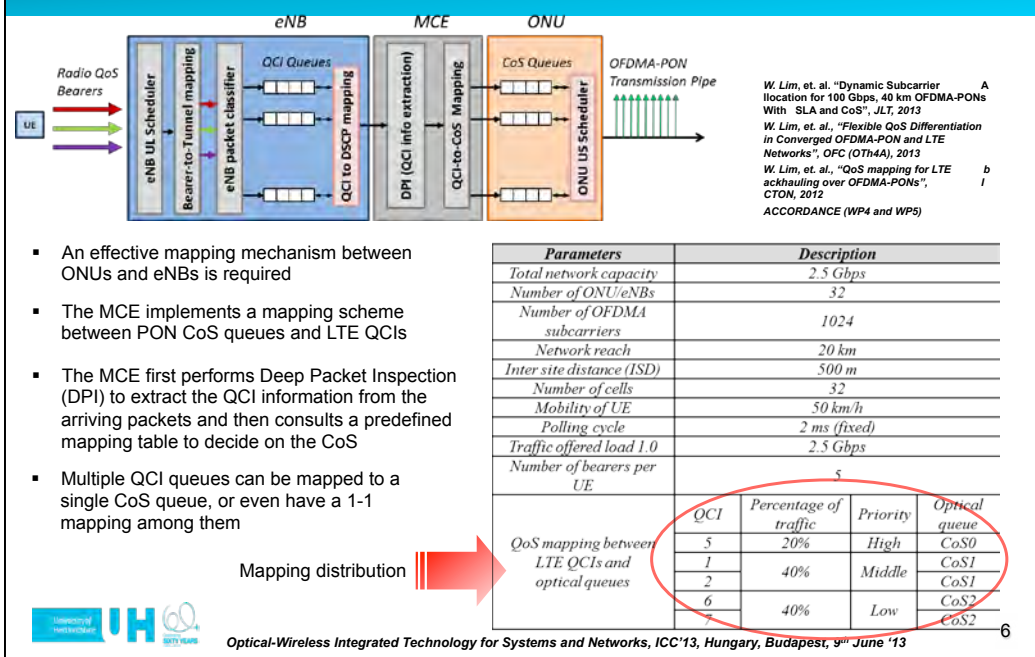 eNB MCE ONU
Radio QoS
Bearers
UE
eNB UL Scheduler
Bearer-to-Tunnel mapping
eNB packet classifier
QCI Queues
QCI to DSCP mapping
DPI (QCI info extraction)
QCI-to-CoS Mapping
CoS Queues
ONU US Scheduler
OFDMA-PON
Transmission Pipe
W. Lim, et. al. "Dynamic Subcarrier A
llocation for 100 Gbps, 40 km OFDMA-PONs
With SLA and CoS", JLT, 2013
W. Lim, et. al., "Flexible QoS Differentiation
in Converged OFDMA-PON and LTE
Networks", OFC (OTh4A), 2013
W. Lim, et. al., "QoS mapping for LTE b
ackhauling over OFDMA-PONs", I
CTON, 2012
ACCORDANCE (WP4 and WP5)
▪ An effective mapping mechanism between
ONUs and eNBs is required
▪ The MCE implements a mapping scheme
between PON CoS queues and LTE QCIs
▪ The MCE first performs Deep Packet Inspection
(DPI) to extract the QCI information from the
arriving packets and then consults a predefined
mapping table to decide on the CoS
▪ Multiple QCI queues can be mapped to a
single CoS queue, or even have a 1-1
mapping among them
Mapping distribution
Parameters Description
Total network capacity 2.5 Gbps
Number of ONU/eNBs 32
Number of OFDMA
subcarriers 1024
Network reach 20 km
Inter site distance (ISD) 500 m
Number of cells 32
Mobility of UE 50 km/h
Polling cycle 2 ms (fixed)
Traffic offered load 1.0 2.5 Gbps
Number of bearers per
UE 5
QoS mapping between
LTE QCIs and
optical queues
QCI Percentage of
traffic Priority Optical
queue
5 20% High CoS0
1 40% Middle CoS1
2 CoS1
6 40% Low CoS2
7 CoS2
University of
Hertfordshire UH 60
SIXTY YEARS
Optical-Wireless Integrated Technology for Systems and Networks, ICC'13, Hungary, Budapest, 9th June '13
6